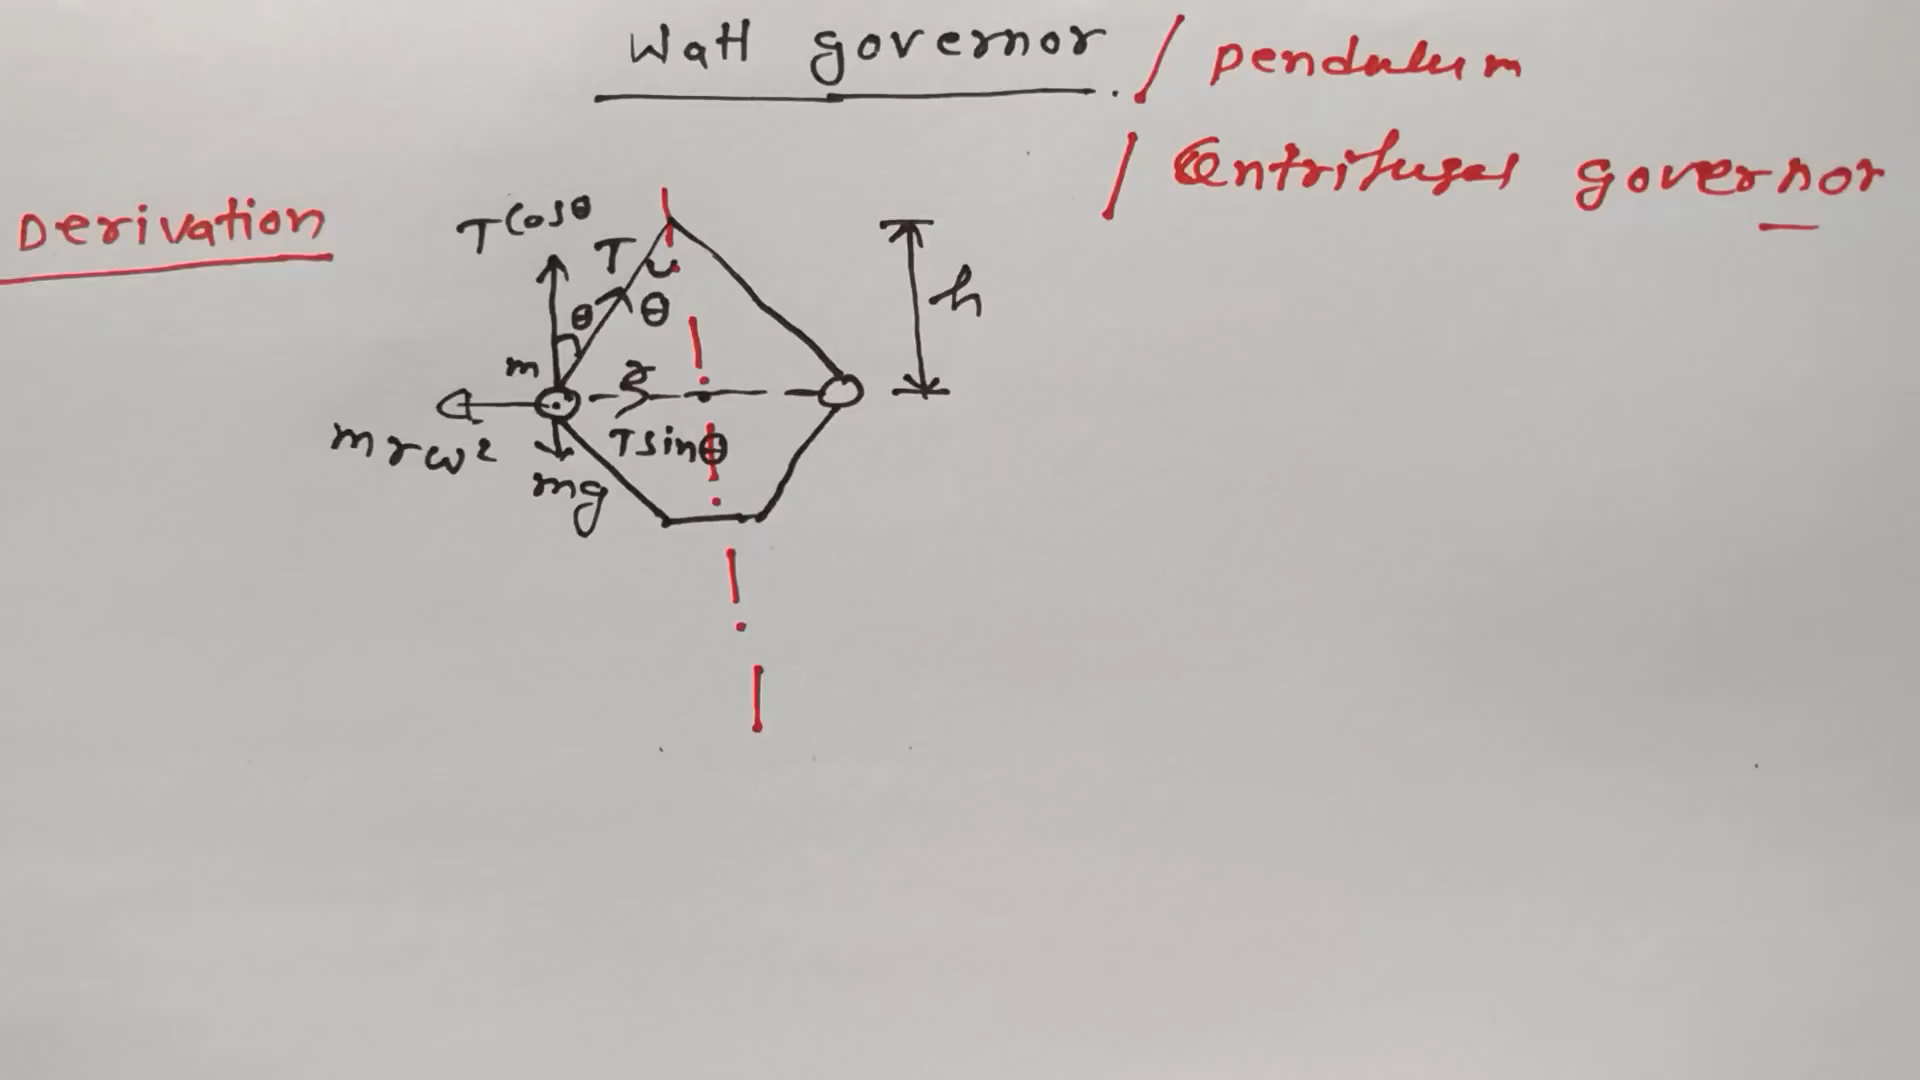 Watt governor / pendulum
/ Centrifugal governor
Derivation
T cosθ
T
θ
θ
h
m
r
mrω²
T sinθ
mg